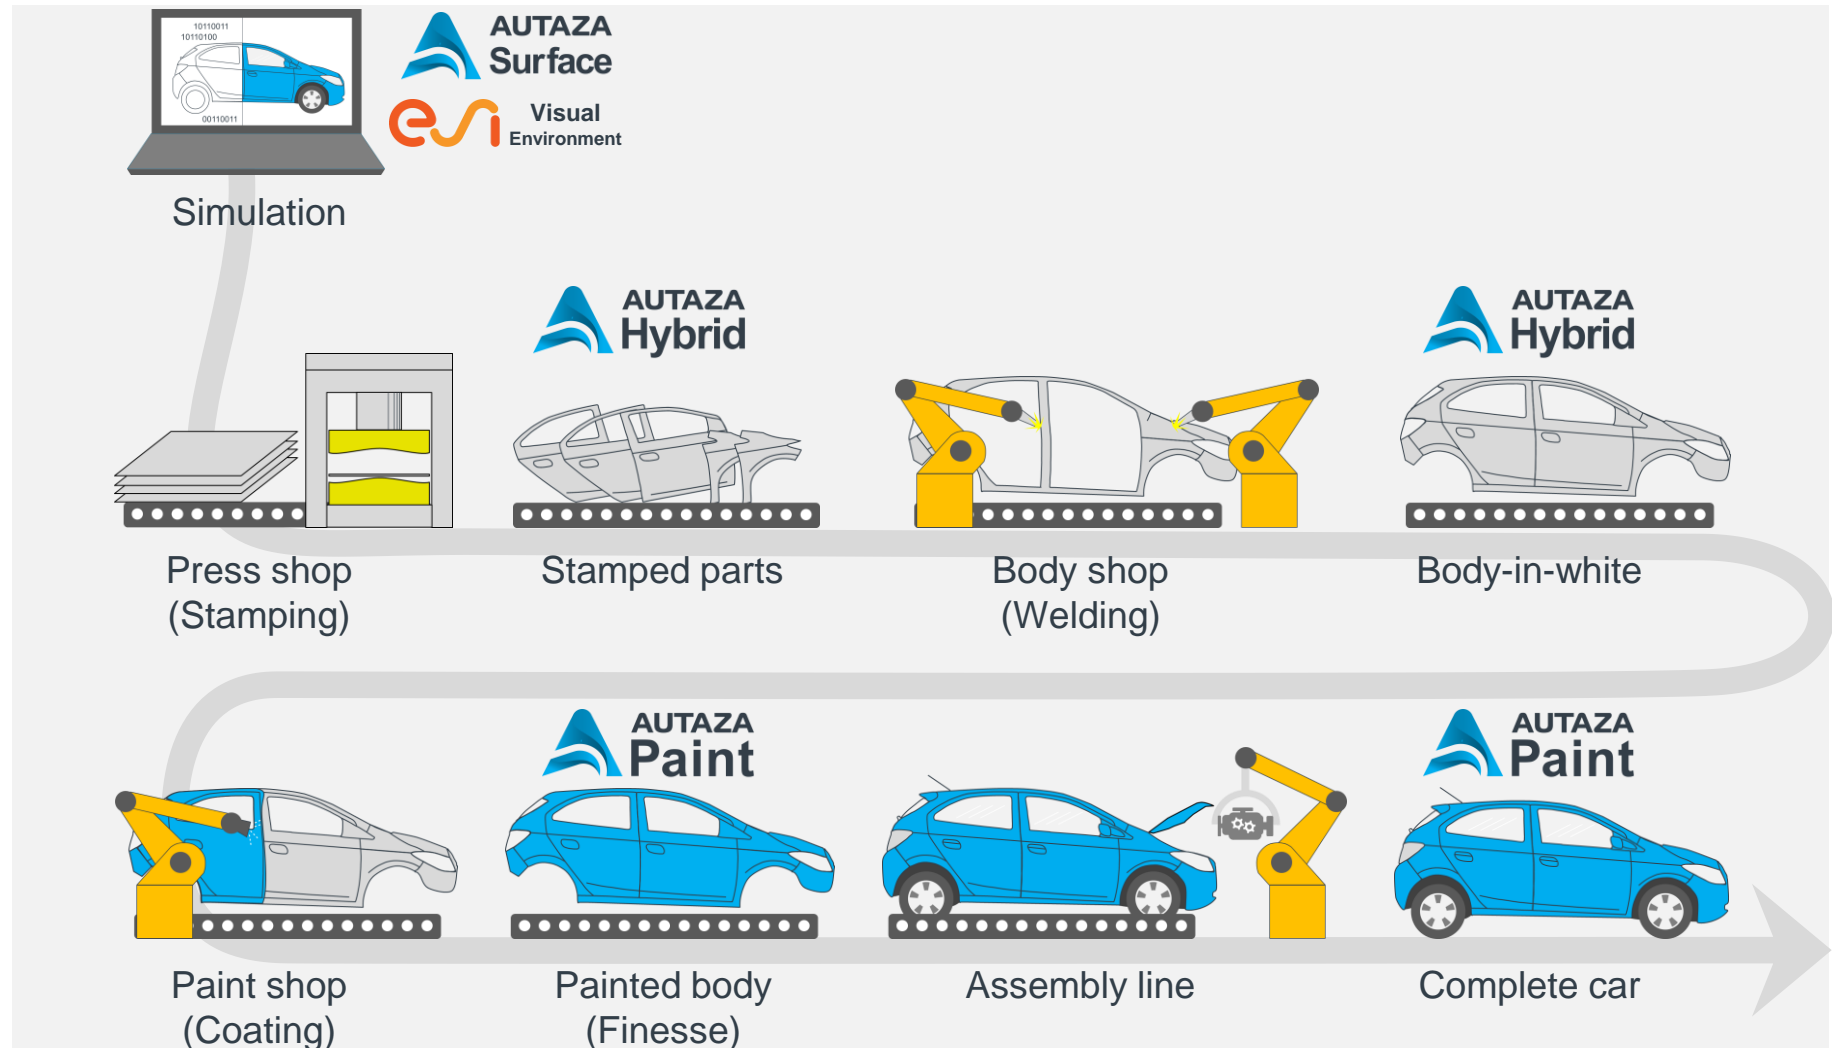 10110011
10110100
00110011
AUTAZA
Surface
esi
Visual
Environment
Simulation
AUTAZA
Hybrid
AUTAZA
Hybrid
Press shop
(Stamping)
Stamped parts
Body shop
(Welding)
Body-in-white
AUTAZA
Paint
AUTAZA
Paint
Paint shop
(Coating)
Painted body
(Finesse)
Assembly line
Complete car